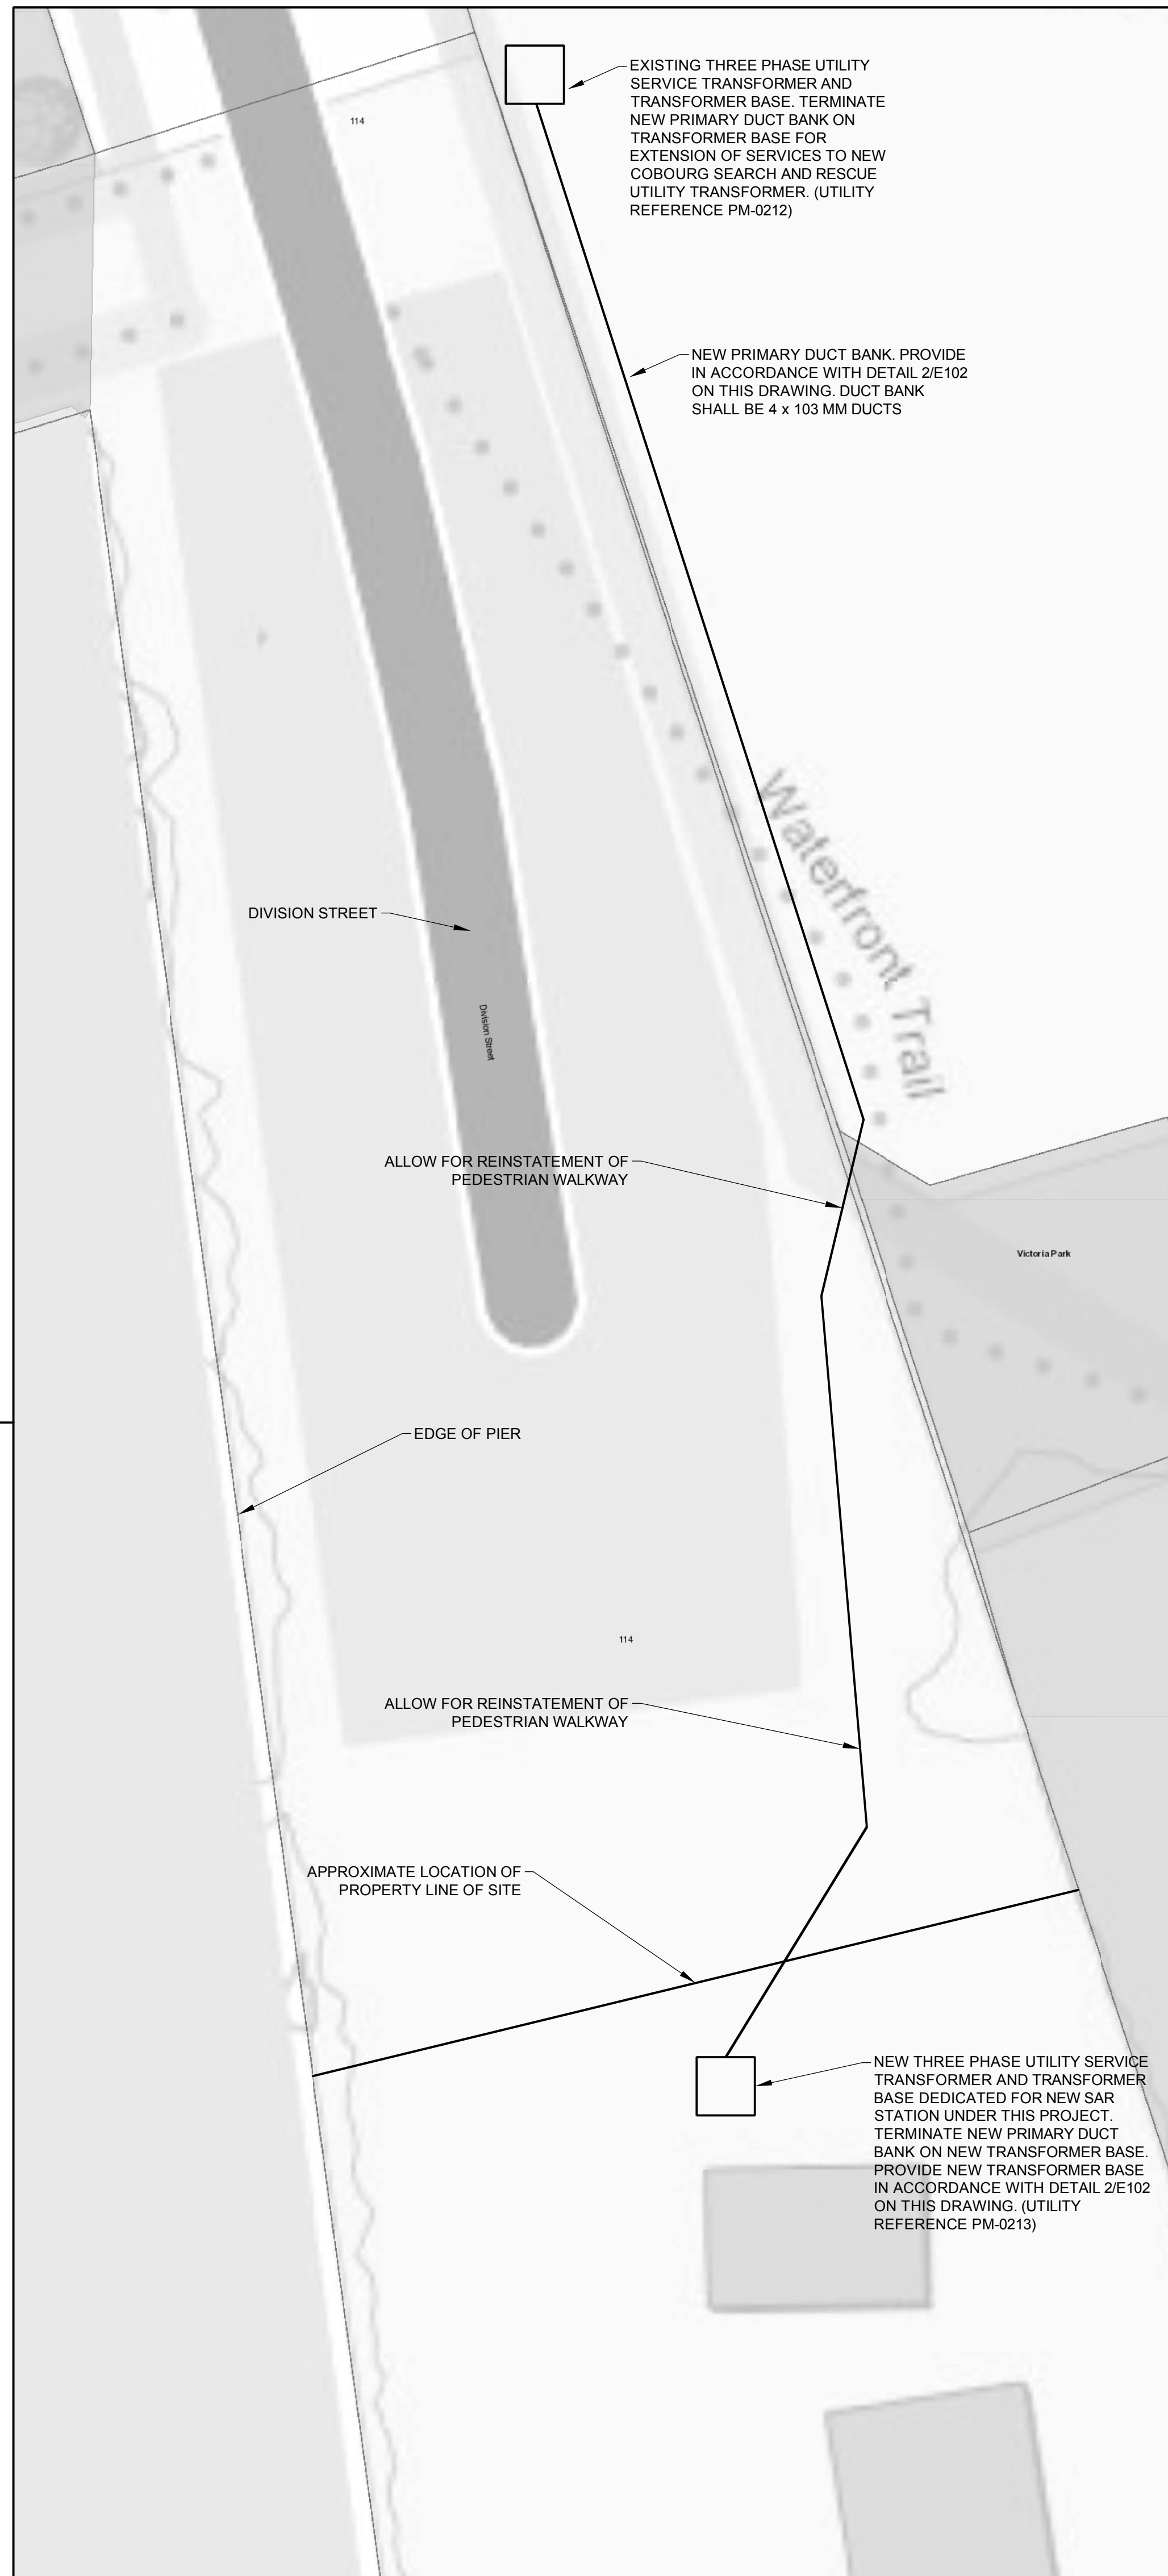 EXISTING THREE PHASE UTILITY
SERVICE TRANSFORMER AND
TRANSFORMER BASE. TERMINATE
NEW PRIMARY DUCT BANK ON
TRANSFORMER BASE FOR
EXTENSION OF SERVICES TO NEW
COBOURG SEARCH AND RESCUE
UTILITY TRANSFORMER. (UTILITY
REFERENCE PM-0212)
114
NEW PRIMARY DUCT BANK. PROVIDE
IN ACCORDANCE WITH DETAIL 2/E102
ON THIS DRAWING. DUCT BANK
SHALL BE 4 x 103 MM DUCTS
Waterfront Trail
DIVISION STREET
Division Street
ALLOW FOR REINSTATEMENT OF
PEDESTRIAN WALKWAY
Victoria Park
EDGE OF PIER
114
ALLOW FOR REINSTATEMENT OF
PEDESTRIAN WALKWAY
APPROXIMATE LOCATION OF
PROPERTY LINE OF SITE
NEW THREE PHASE UTILITY SERVICE
TRANSFORMER AND TRANSFORMER
BASE DEDICATED FOR NEW SAR
STATION UNDER THIS PROJECT.
TERMINATE NEW PRIMARY DUCT
BANK ON NEW TRANSFORMER BASE.
PROVIDE NEW TRANSFORMER BASE
IN ACCORDANCE WITH DETAIL 2/E102
ON THIS DRAWING. (UTILITY
REFERENCE PM-0213)